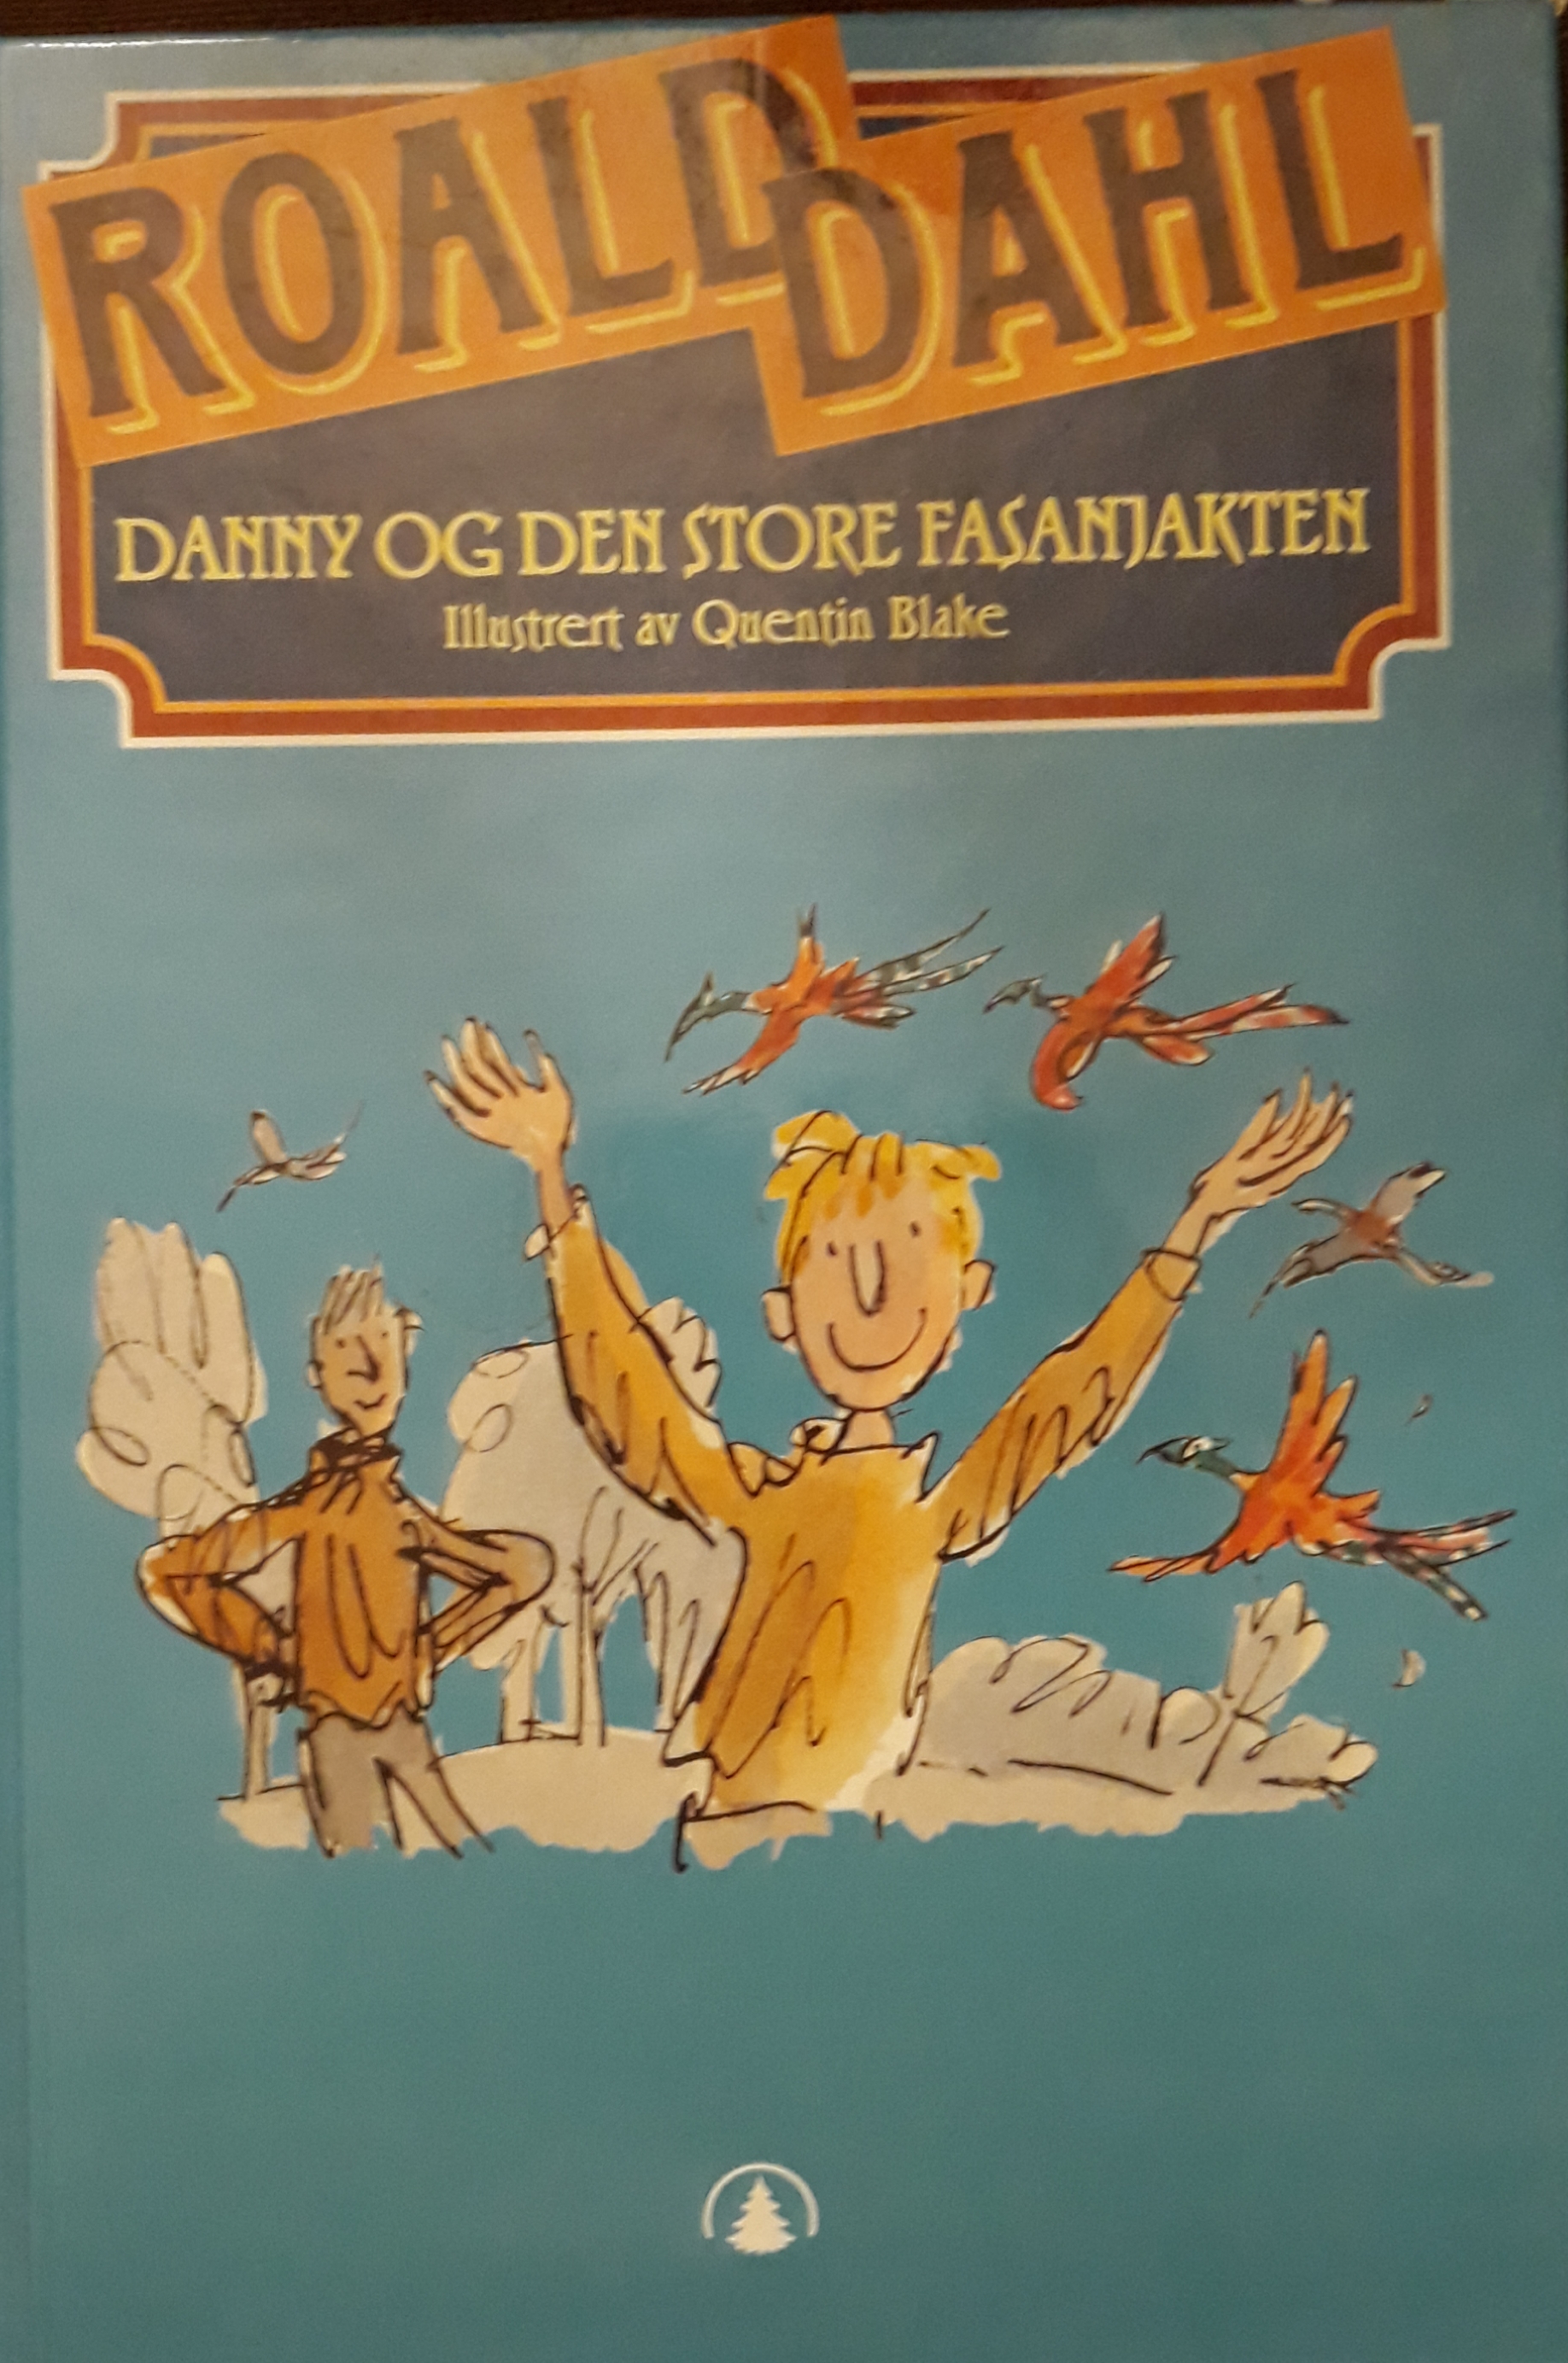 ROALD DAHL
DANNY OG DEN STORE FASANJAKTEN
Illustrert av Quentin Blake